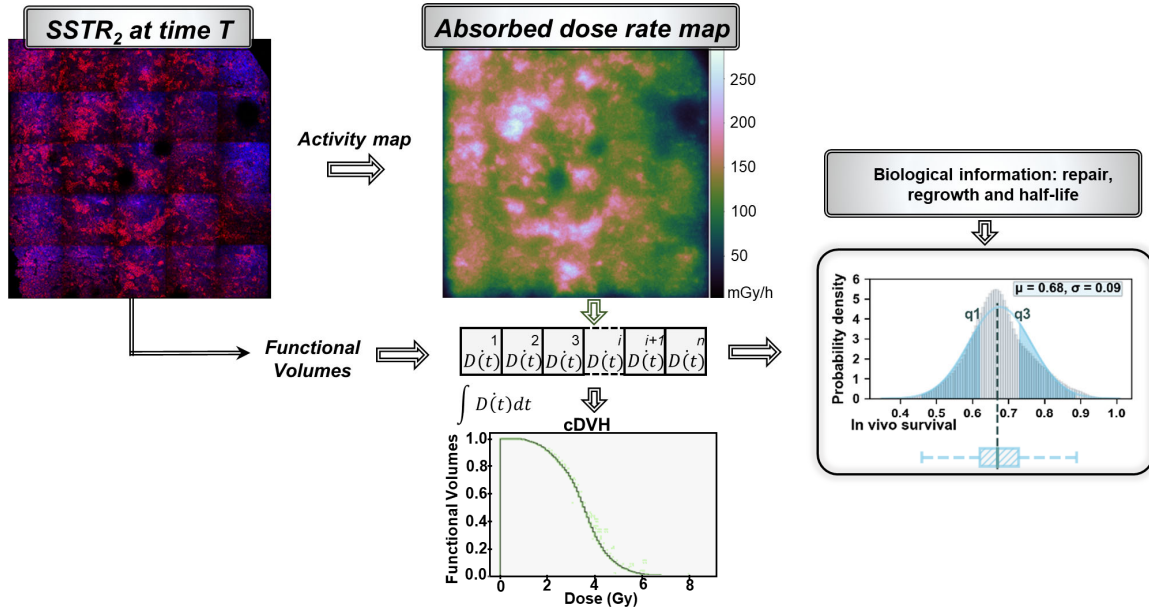 SSTR₂ at time T
Absorbed dose rate map
Activity map
250
200
150
100
50
mGy/h
Biological information: repair,
regrowth and half-life
Functional
Volumes
1 2 3 i i+1 n
Ḋ(t) Ḋ(t) Ḋ(t) Ḋ(t) Ḋ(t) Ḋ(t)
∫ Ḋ(t)dt
cDVH
Functional Volumes
1.0
0.8
0.6
0.4
0.2
0.0
0 2 4 6 8
Dose (Gy)
Probability density
6
5
4
3
2
1
0
μ = 0.68, σ = 0.09
q1 q3
0.4 0.5 0.6 0.7 0.8 0.9 1.0
In vivo survival